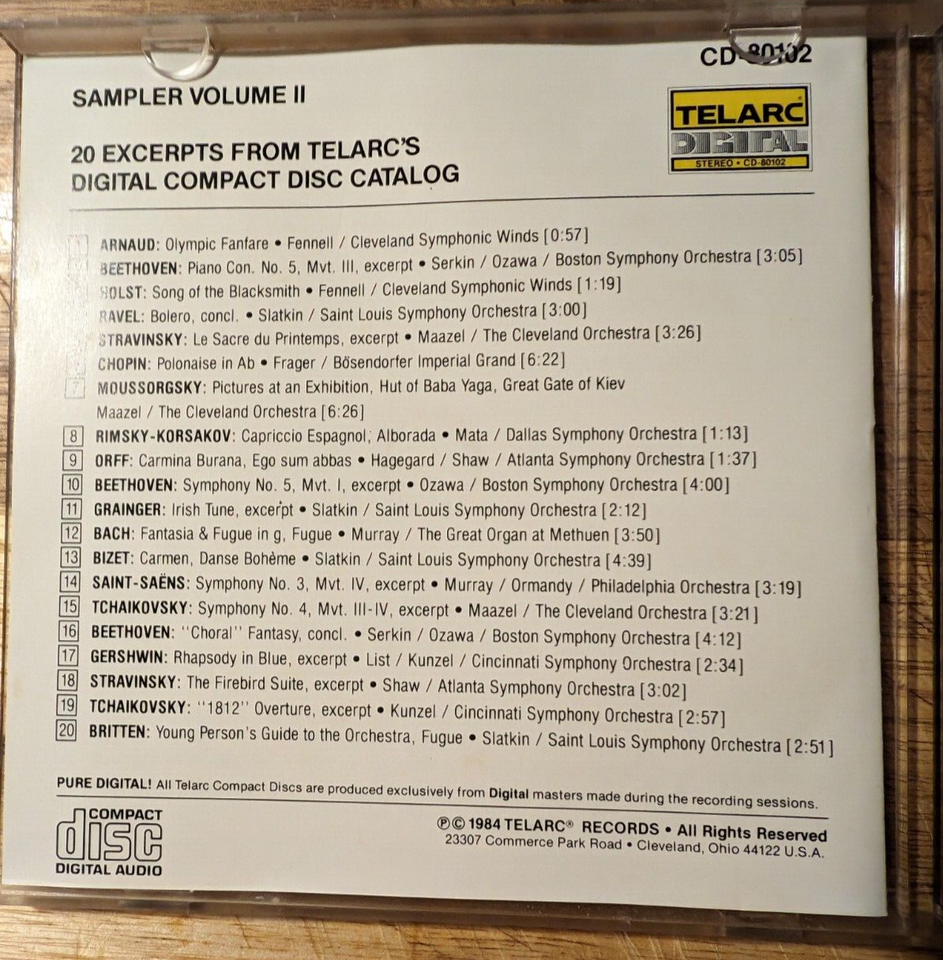 CD-80102
SAMPLER VOLUME II
TELARC®
DIGITAL
STEREO • CD-80102
20 EXCERPTS FROM TELARC'S
DIGITAL COMPACT DISC CATALOG
1 ARNAUD: Olympic Fanfare • Fennell / Cleveland Symphonic Winds [0:57]
BEETHOVEN: Piano Con. No. 5, Mvt. III, excerpt • Serkin / Ozawa / Boston Symphony Orchestra [3:05]
HOLST: Song of the Blacksmith • Fennell / Cleveland Symphonic Winds [1:19]
RAVEL: Bolero, concl. • Slatkin / Saint Louis Symphony Orchestra [3:00]
STRAVINSKY: Le Sacre du Printemps, excerpt • Maazel / The Cleveland Orchestra [3:26]
CHOPIN: Polonaise in Ab • Frager / Bösendorfer Imperial Grand [6:22]
7 MOUSSORGSKY: Pictures at an Exhibition, Hut of Baba Yaga, Great Gate of Kiev
Maazel / The Cleveland Orchestra [6:26]
8 RIMSKY-KORSAKOV: Capriccio Espagnol, Alborada • Mata / Dallas Symphony Orchestra [1:13]
9 ORFF: Carmina Burana, Ego sum abbas • Hagegard / Shaw / Atlanta Symphony Orchestra [1:37]
10 BEETHOVEN: Symphony No. 5, Mvt. I, excerpt • Ozawa / Boston Symphony Orchestra [4:00]
11 GRAINGER: Irish Tune, excerpt • Slatkin / Saint Louis Symphony Orchestra [2:12]
12 BACH: Fantasia & Fugue in g, Fugue • Murray / The Great Organ at Methuen [3:50]
13 BIZET: Carmen, Danse Bohème • Slatkin / Saint Louis Symphony Orchestra [4:39]
14 SAINT-SAËNS: Symphony No. 3, Mvt. IV, excerpt • Murray / Ormandy / Philadelphia Orchestra [3:19]
15 TCHAIKOVSKY: Symphony No. 4, Mvt. III-IV, excerpt • Maazel / The Cleveland Orchestra [3:21]
16 BEETHOVEN: "Choral" Fantasy, concl. • Serkin / Ozawa / Boston Symphony Orchestra [4:12]
17 GERSHWIN: Rhapsody in Blue, excerpt • List / Kunzel / Cincinnati Symphony Orchestra [2:34]
18 STRAVINSKY: The Firebird Suite, excerpt • Shaw / Atlanta Symphony Orchestra [3:02]
19 TCHAIKOVSKY: "1812" Overture, excerpt • Kunzel / Cincinnati Symphony Orchestra [2:57]
20 BRITTEN: Young Person's Guide to the Orchestra, Fugue • Slatkin / Saint Louis Symphony Orchestra [2:51]
PURE DIGITAL! All Telarc Compact Discs are produced exclusively from Digital masters made during the recording sessions.
COMPACT
disc
DIGITAL AUDIO
℗© 1984 TELARC® RECORDS • All Rights Reserved
23307 Commerce Park Road • Cleveland, Ohio 44122 U.S.A.